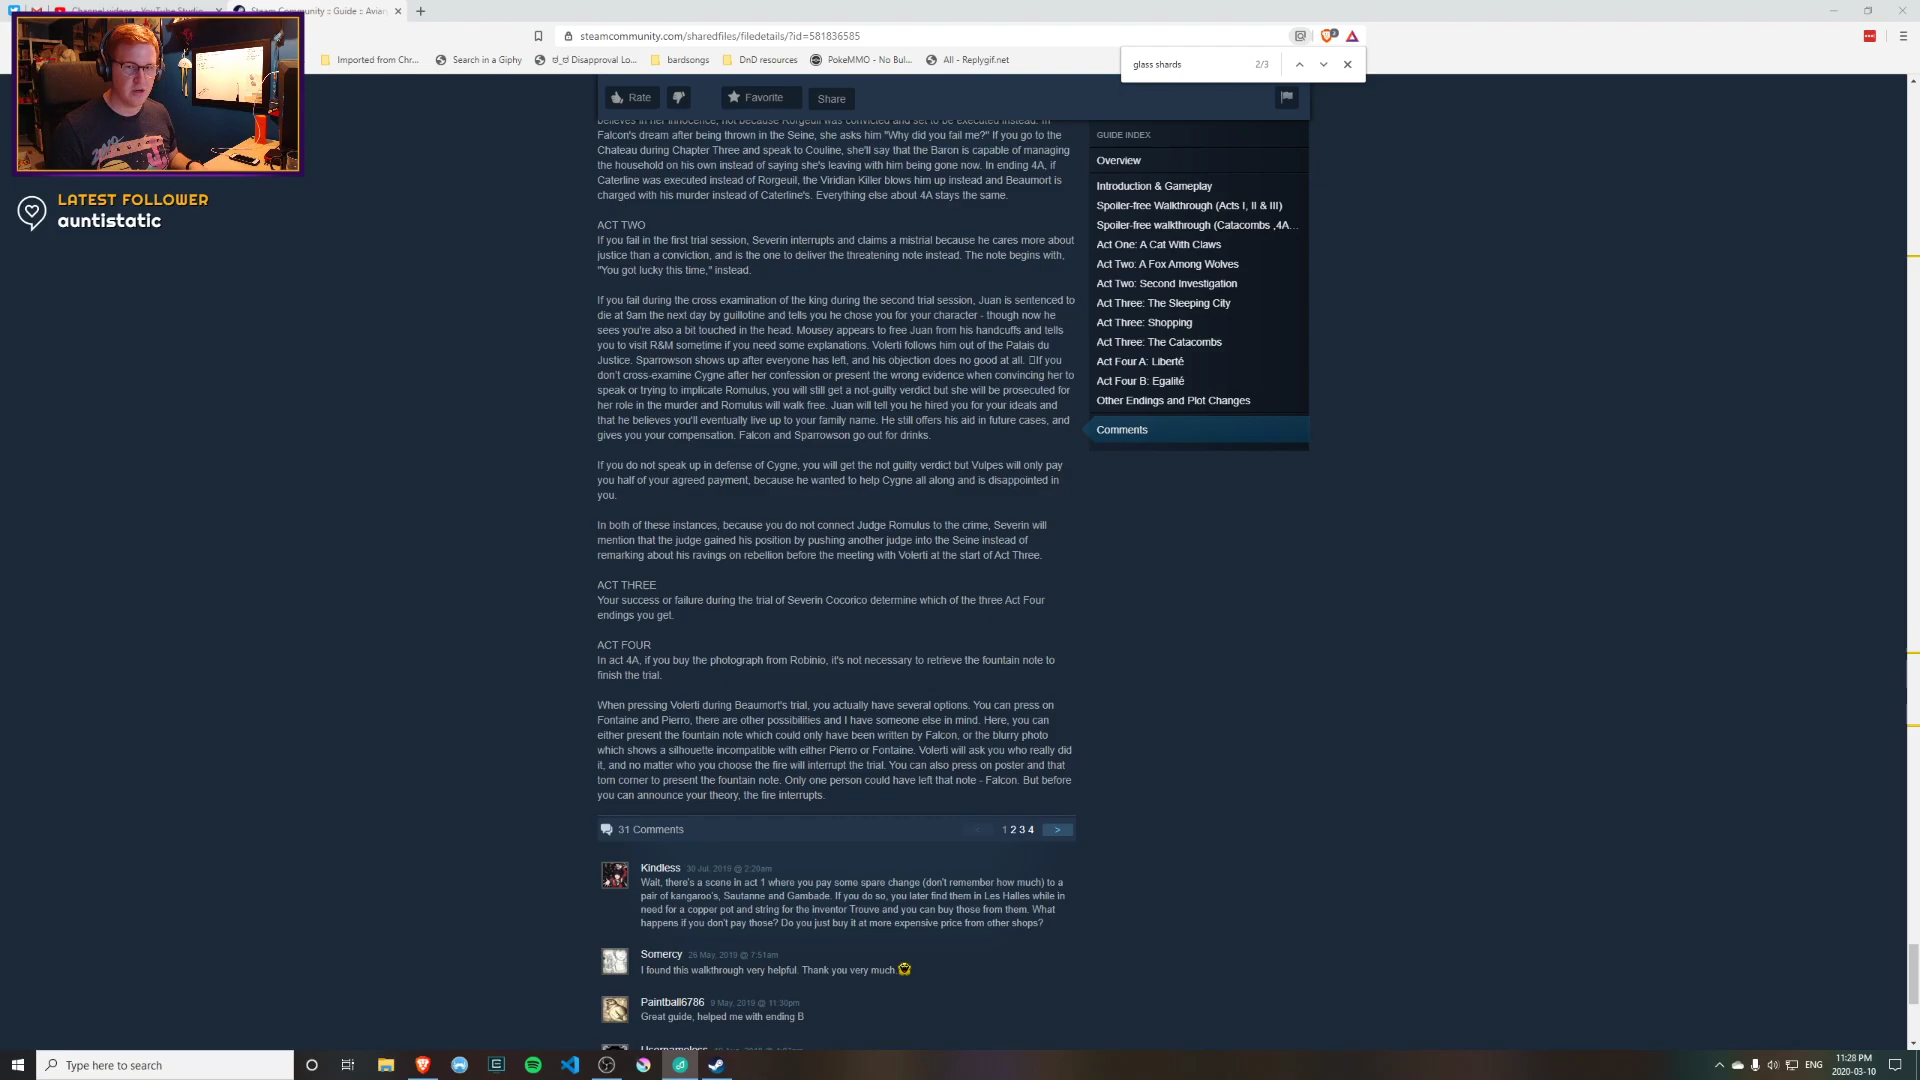 Channel videos - YouTube Studio
Steam Community :: Guide :: Aviar
steamcommunity.com/sharedfiles/filedetails/?id=581836585
Imported from Chr...
Search in a Giphy
ಠ_ಠ Disapproval Lo...
bardsongs
DnD resources
PokeMMO - No Bul...
All - Replygif.net
glass shards
2/3
LATEST FOLLOWER
auntistatic
Rate
Favorite
Share
Falcon's dream after being thrown in the Seine, she asks him "Why did you fail me?" If you go to the
Chateau during Chapter Three and speak to Couline, she'll say that the Baron is capable of managing
the household on his own instead of saying she's leaving with him being gone now. In ending 4A, if
Caterline was executed instead of Rorgeuil, the Viridian Killer blows him up instead and Beaumort is
charged with his murder instead of Caterline's. Everything else about 4A stays the same.
ACT TWO
If you fail in the first trial session, Severin interrupts and claims a mistrial because he cares more about
justice than a conviction, and is the one to deliver the threatening note instead. The note begins with,
"You got lucky this time," instead.
If you fail during the cross examination of the king during the second trial session, Juan is sentenced to
die at 9am the next day by guillotine and tells you he chose you for your character - though now he
sees you're also a bit touched in the head. Mousey appears to free Juan from his handcuffs and tells
you to visit R&M sometime if you need some explanations. Volerti follows him out of the Palais du
Justice. Sparrowson shows up after everyone has left, and his objection does no good at all. If you
don't cross-examine Cygne after her confession or present the wrong evidence when convincing her to
speak or trying to implicate Romulus, you will still get a not-guilty verdict but she will be prosecuted for
her role in the murder and Romulus will walk free. Juan will tell you he hired you for your ideals and
that he believes you'll eventually live up to your family name. He still offers his aid in future cases, and
gives you your compensation. Falcon and Sparrowson go out for drinks.
If you do not speak up in defense of Cygne, you will get the not guilty verdict but Vulpes will only pay
you half of your agreed payment, because he wanted to help Cygne all along and is disappointed in
you.
In both of these instances, because you do not connect Judge Romulus to the crime, Severin will
mention that the judge gained his position by pushing another judge into the Seine instead of
remarking about his ravings on rebellion before the meeting with Volerti at the start of Act Three.
ACT THREE
Your success or failure during the trial of Severin Cocorico determine which of the three Act Four
endings you get.
ACT FOUR
In act 4A, if you buy the photograph from Robinio, it's not necessary to retrieve the fountain note to
finish the trial.
When pressing Volerti during Beaumort's trial, you actually have several options. You can press on
Fontaine and Pierro, there are other possibilities and I have someone else in mind. Here, you can
either present the fountain note which could only have been written by Falcon, or the blurry photo
which shows a silhouette incompatible with either Pierro or Fontaine. Volerti will ask you who really did
it, and no matter who you choose the fire will interrupt the trial. You can also press on poster and that
torn corner to present the fountain note. Only one person could have left that note - Falcon. But before
you can announce your theory, the fire interrupts.
31 Comments
< 1 2 3 4 >
Kindless 30 Jul, 2019 @ 2:20am
Wait, there's a scene in act 1 where you pay some spare change (don't remember how much) to a
pair of kangaroo's, Sautanne and Gambade. If you do so, you later find them in Les Halles while in
need for a copper pot and string for the inventor Trouve and you can buy those from them. What
happens if you don't pay those? Do you just buy it at more expensive price from other shops?
Somercy 26 May, 2019 @ 7:51am
I found this walkthrough very helpful. Thank you very much.
Paintball6786 9 May, 2019 @ 11:30pm
Great guide, helped me with ending B
GUIDE INDEX
Overview
Introduction & Gameplay
Spoiler-free Walkthrough (Acts I, II & III)
Spoiler-free walkthrough (Catacombs ,4A...
Act One: A Cat With Claws
Act Two: A Fox Among Wolves
Act Two: Second Investigation
Act Three: The Sleeping City
Act Three: Shopping
Act Three: The Catacombs
Act Four A: Liberté
Act Four B: Egalité
Other Endings and Plot Changes
Comments
Type here to search
ENG
11:28 PM
2020-03-10